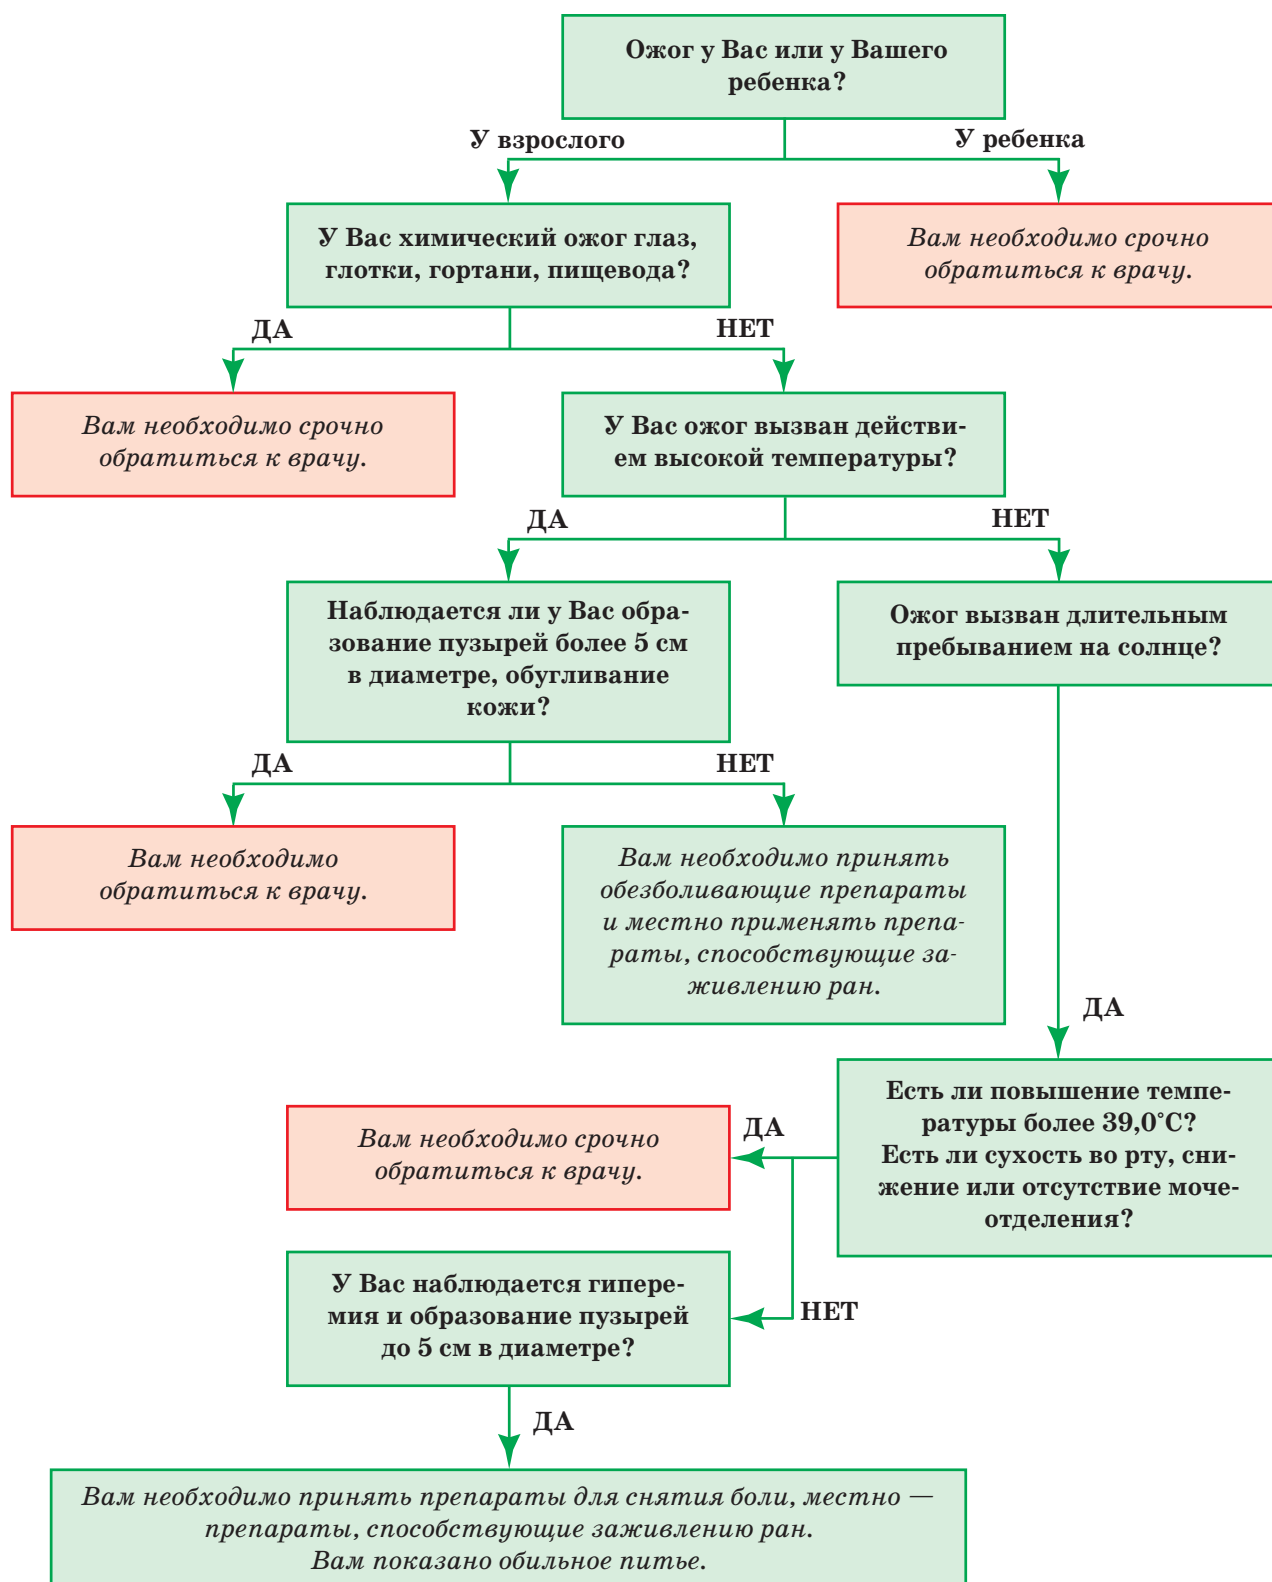 Ожог у Вас или у Вашего
ребенка?
У взрослого
У ребенка
У Вас химический ожог глаз,
глотки, гортани, пищевода?
Вам необходимо срочно
обратиться к врачу.
ДА
НЕТ
Вам необходимо срочно
обратиться к врачу.
У Вас ожог вызван действи-
ем высокой температуры?
ДА
НЕТ
Наблюдается ли у Вас обра-
зование пузырей более 5 см
в диаметре, обугливание
кожи?
Ожог вызван длительным
пребыванием на солнце?
ДА
НЕТ
Вам необходимо
обратиться к врачу.
Вам необходимо принять
обезболивающие препараты
и местно применять препа-
раты, способствующие за-
живлению ран.
ДА
Есть ли повышение темпе-
ратуры более 39,0°С?
Есть ли сухость во рту, сни-
жение или отсутствие моче-
отделения?
ДА
Вам необходимо срочно
обратиться к врачу.
НЕТ
У Вас наблюдается гипере-
мия и образование пузырей
до 5 см в диаметре?
ДА
Вам необходимо принять препараты для снятия боли, местно —
препараты, способствующие заживлению ран.
Вам показано обильное питье.